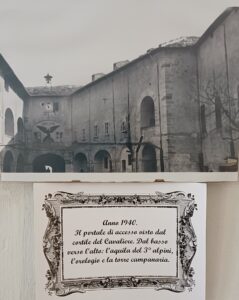 Anno 1940.
Il portale di accesso visto dal
cortile del Cavaliere. Dal basso
verso l'alto: l'aquila del 3° alpini,
l'orologio e la torre campanaria.